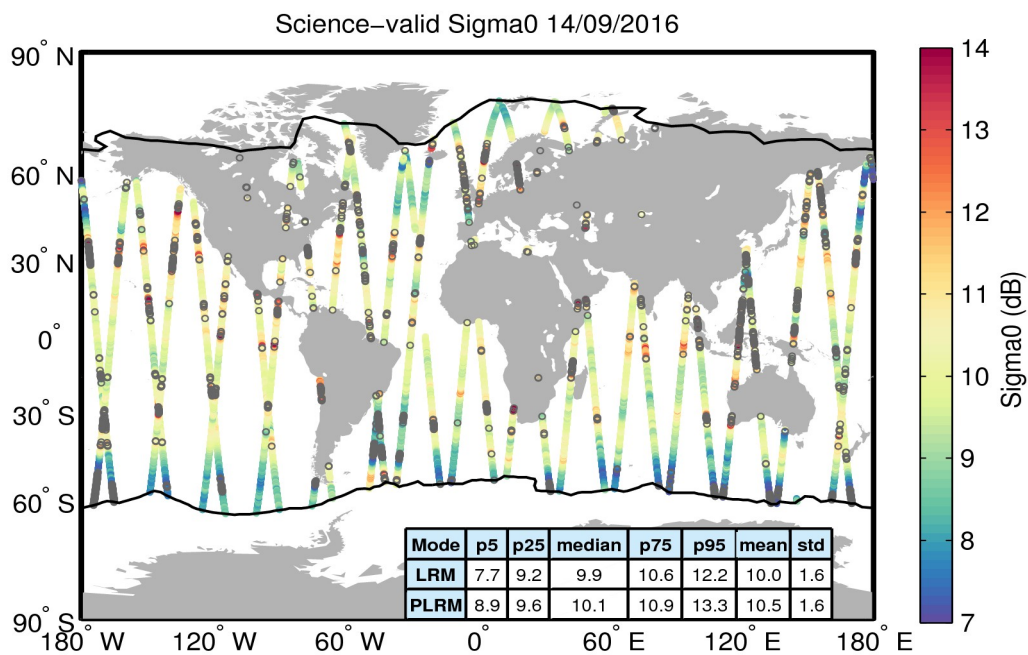 Science−valid Sigma0 14/09/2016
90° N
60° N
30° N
0°
30° S
60° S
90° S
180° W
120° W
60° W
0°
60° E
120° E
180° E
14
13
12
11
10
9
8
7
Sigma0 (dB)
Mode p5 p25 median p75 p95 mean std
LRM 7.7 9.2 9.9 10.6 12.2 10.0 1.6
PLRM 8.9 9.6 10.1 10.9 13.3 10.5 1.6